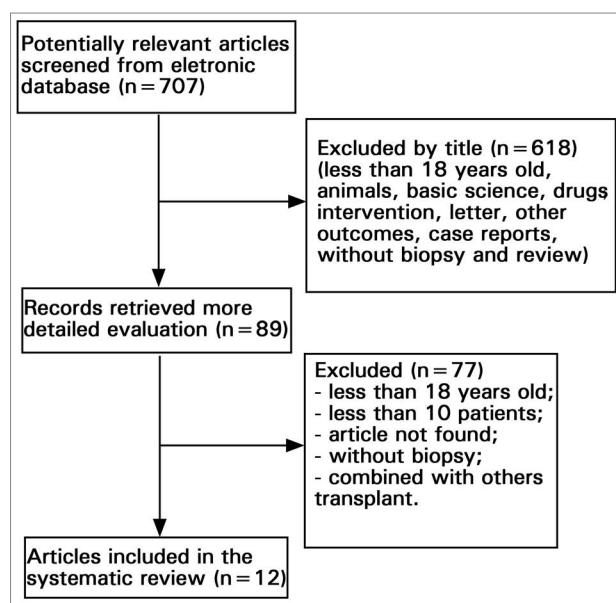 Potentially relevant articles
screened from eletronic
database (n=707)
Excluded by title (n=618)
(less than 18 years old,
animals, basic science, drugs
intervention, letter, other
outcomes, case reports,
without biopsy and review)
Records retrieved more
detailed evaluation (n=89)
Excluded (n=77)
- less than 18 years old;
- less than 10 patients;
- article not found;
- without biopsy;
- combined with others
transplant.
Articles included in the
systematic review (n=12)